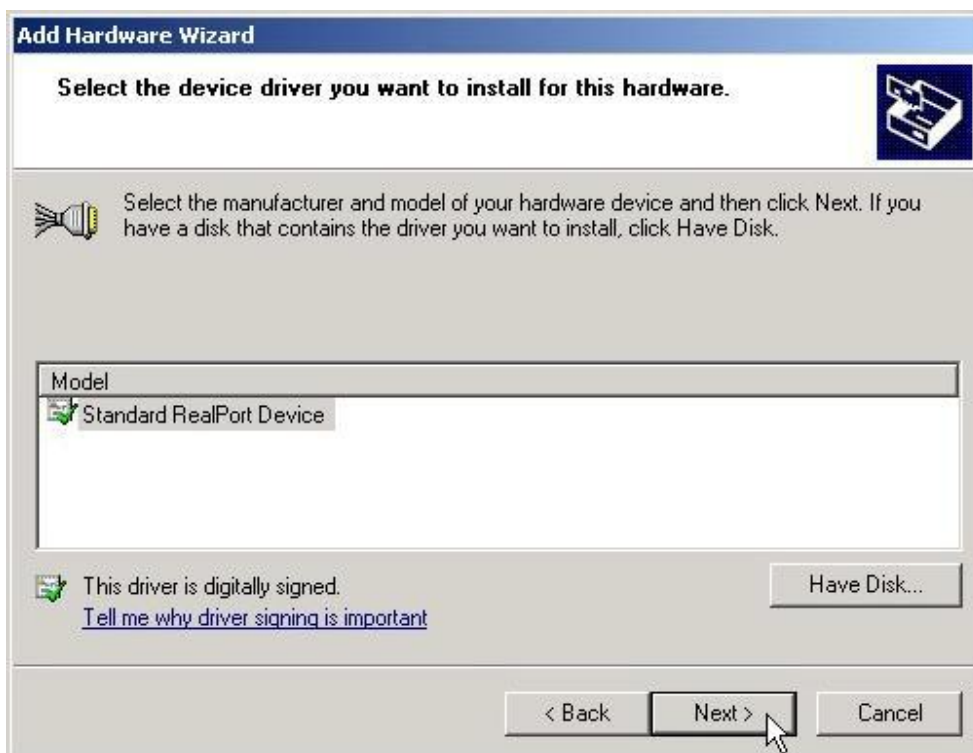 Add Hardware Wizard
Select the device driver you want to install for this hardware.
Select the manufacturer and model of your hardware device and then click Next. If you
have a disk that contains the driver you want to install, click Have Disk.
Model
Standard RealPort Device
This driver is digitally signed.
Have Disk...
Tell me why driver signing is important
< Back
Next >
Cancel